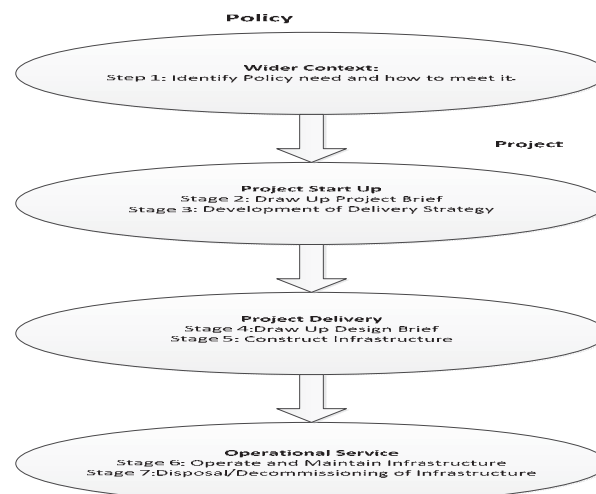 Policy
Wider Context:
Step 1: Identify Policy need and how to meet it.
Project
Project Start Up
Stage 2: Draw Up Project Brief
Stage 3: Development of Delivery Strategy
Project Delivery
Stage 4:Draw Up Design Brief
Stage 5: Construct Infrastructure
Operational Service
Stage 6: Operate and Maintain Infrastructure
Stage 7:Disposal/Decommissioning of Infrastructure